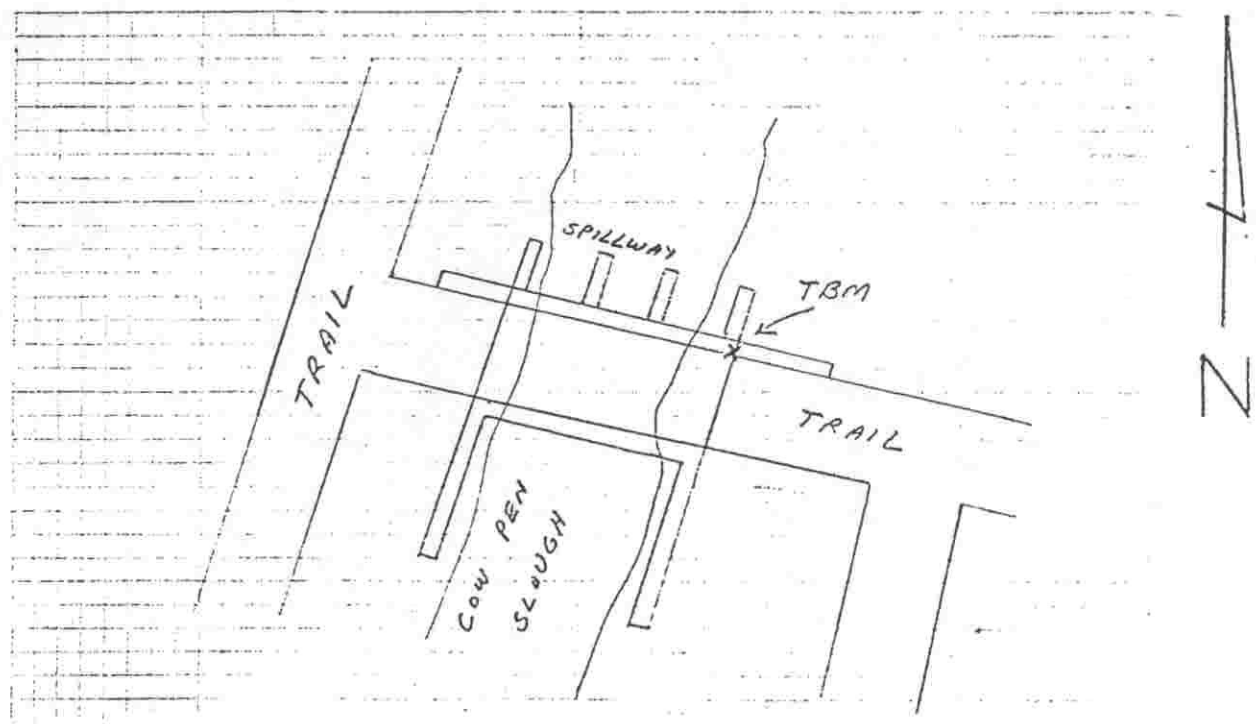 SPILLWAY
TBM
TRAIL
TRAIL
COW PEN
SLOUGH
N